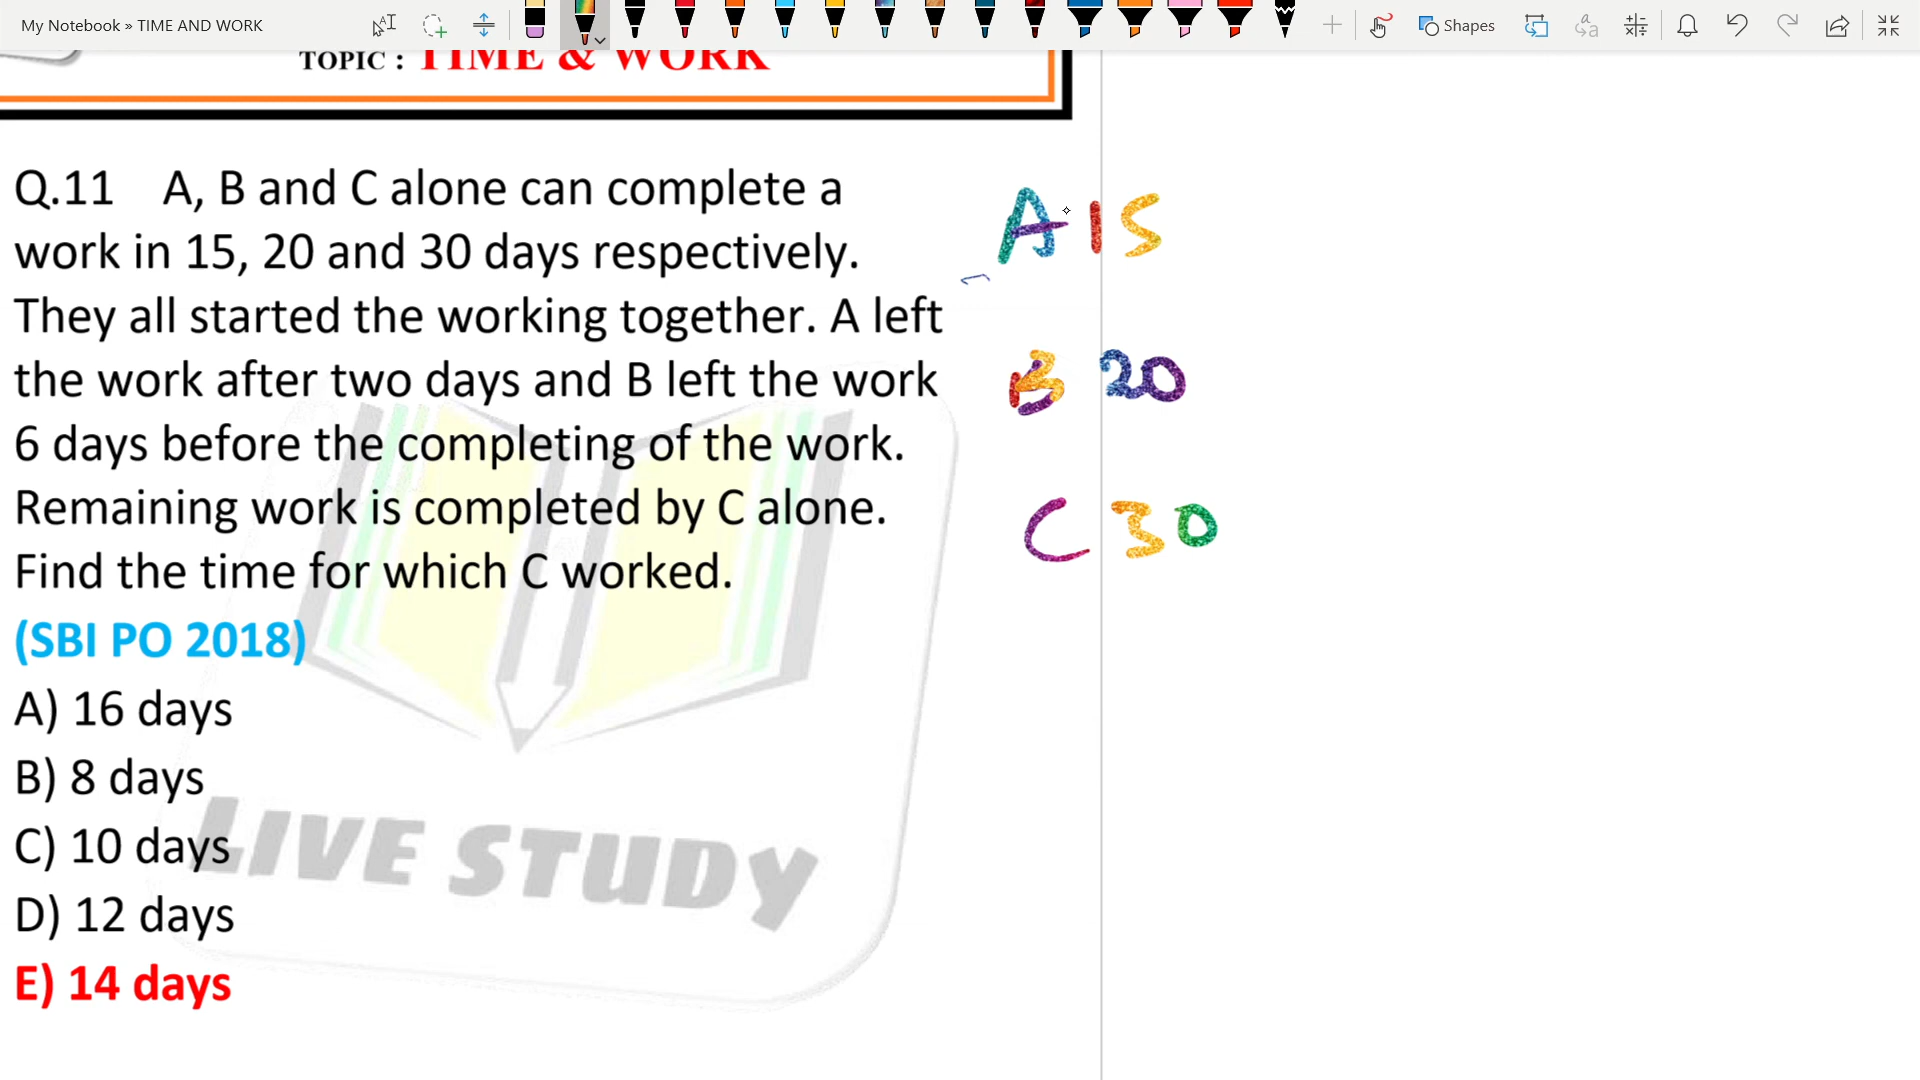 My Notebook » TIME AND WORK
Shapes
TOPIC : TIME & WORK
Q.11 A, B and C alone can complete a
work in 15, 20 and 30 days respectively.
They all started the working together. A left
the work after two days and B left the work
6 days before the completing of the work.
Remaining work is completed by C alone.
Find the time for which C worked.
(SBI PO 2018)
A) 16 days
B) 8 days
C) 10 days
D) 12 days
E) 14 days
A 15
B 20
C 30
LIVE STUDY